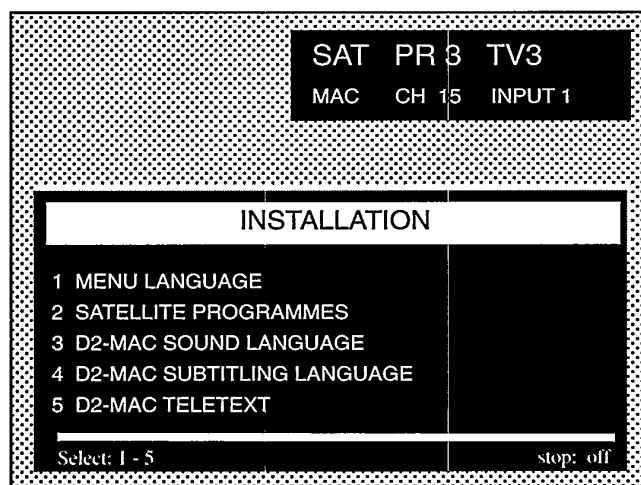 SAT PR 3 TV3
MAC CH 15 INPUT 1
INSTALLATION
1 MENU LANGUAGE
2 SATELLITE PROGRAMMES
3 D2-MAC SOUND LANGUAGE
4 D2-MAC SUBTITLING LANGUAGE
5 D2-MAC TELETEXT
Select: 1 - 5 stop: off